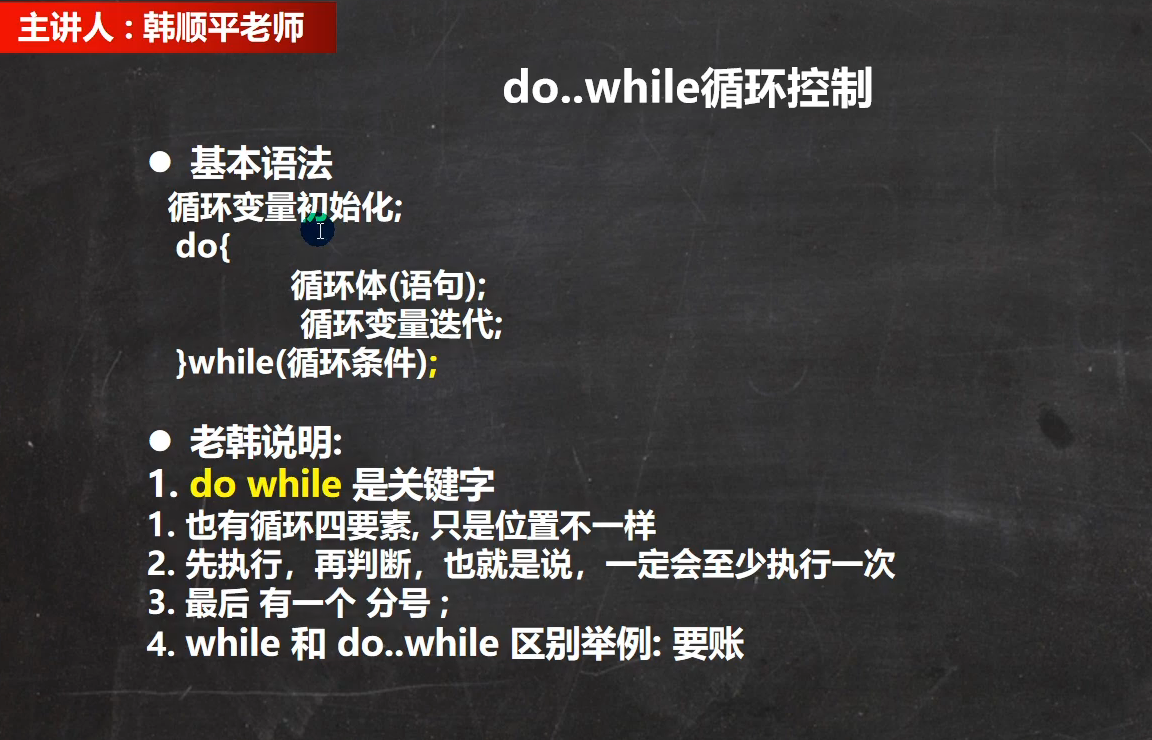 主讲人：韩顺平老师
do..while循环控制
● 基本语法
循环变量初始化;
do{
循环体(语句);
循环变量迭代;
}while(循环条件);
● 老韩说明:
1. do while 是关键字
1. 也有循环四要素, 只是位置不一样
2. 先执行，再判断，也就是说，一定会至少执行一次
3. 最后 有一个 分号 ;
4. while 和 do..while 区别举例: 要账